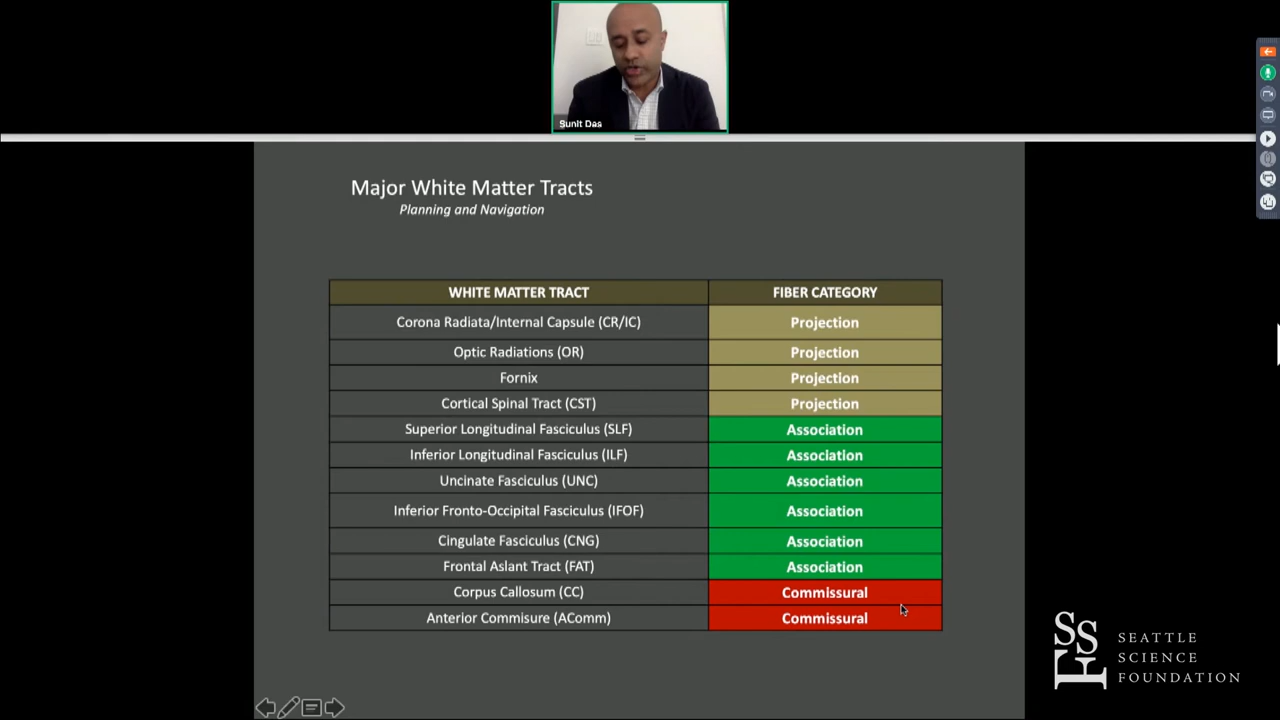 Sunit Das
Major White Matter Tracts
Planning and Navigation
WHITE MATTER TRACT FIBER CATEGORY
Corona Radiata/Internal Capsule (CR/IC) Projection
Optic Radiations (OR) Projection
Fornix Projection
Cortical Spinal Tract (CST) Projection
Superior Longitudinal Fasciculus (SLF) Association
Inferior Longitudinal Fasciculus (ILF) Association
Uncinate Fasciculus (UNC) Association
Inferior Fronto-Occipital Fasciculus (IFOF) Association
Cingulate Fasciculus (CNG) Association
Frontal Aslant Tract (FAT) Association
Corpus Callosum (CC) Commissural
Anterior Commisure (AComm) Commissural
SSF
SEATTLE
SCIENCE
FOUNDATION